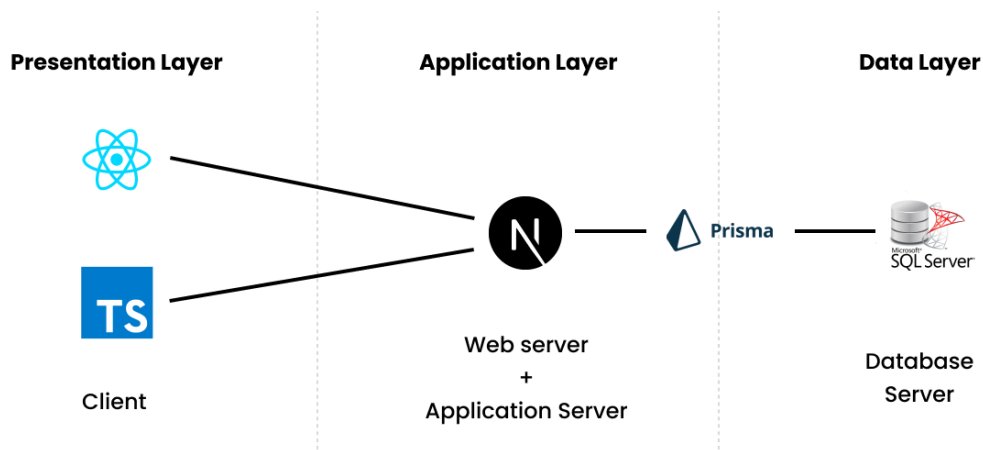 Presentation Layer
Application Layer
Data Layer
TS
N
Prisma
Microsoft®
SQL Server
Client
Web server
+
Application Server
Database
Server